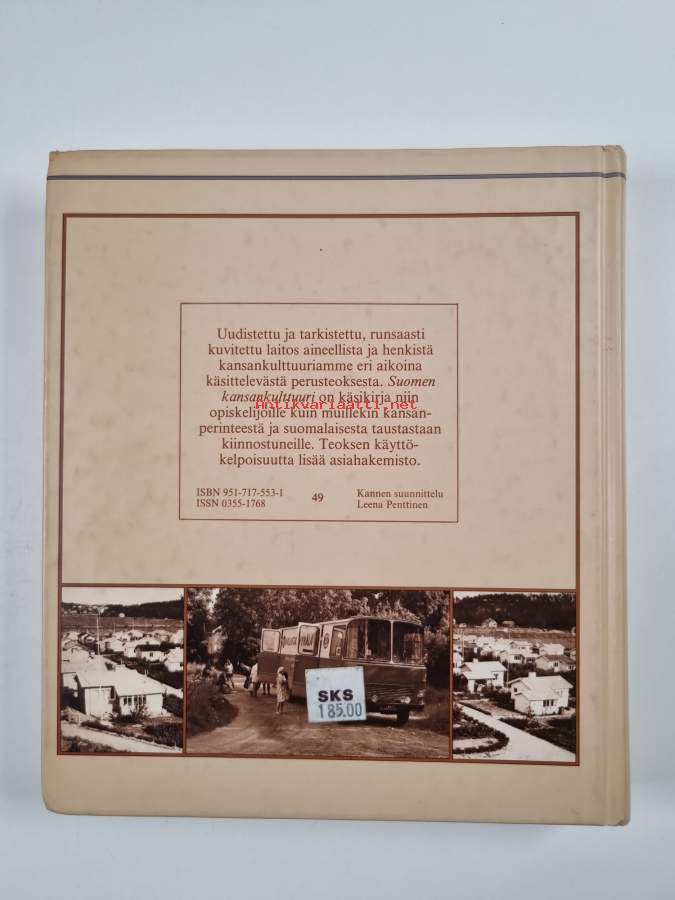 Uudistettu ja tarkistettu, runsaasti
kuvitettu laitos aineellista ja henkistä
kansankulttuuriamme eri aikoina
käsittelevästä perusteoksesta. Suomen
kansankulttuuri on käsikirja niin
Antikvariaatti.net
opiskelijoille kuin muillekin kansan-
perinteestä ja suomalaisesta taustastaan
kiinnostuneille. Teoksen käyttö-
kelpoisuutta lisää asiahakemisto.
ISBN 951-717-553-1
ISSN 0355-1768
49
Kannen suunnittelu
Leena Penttinen
SKS
185.00